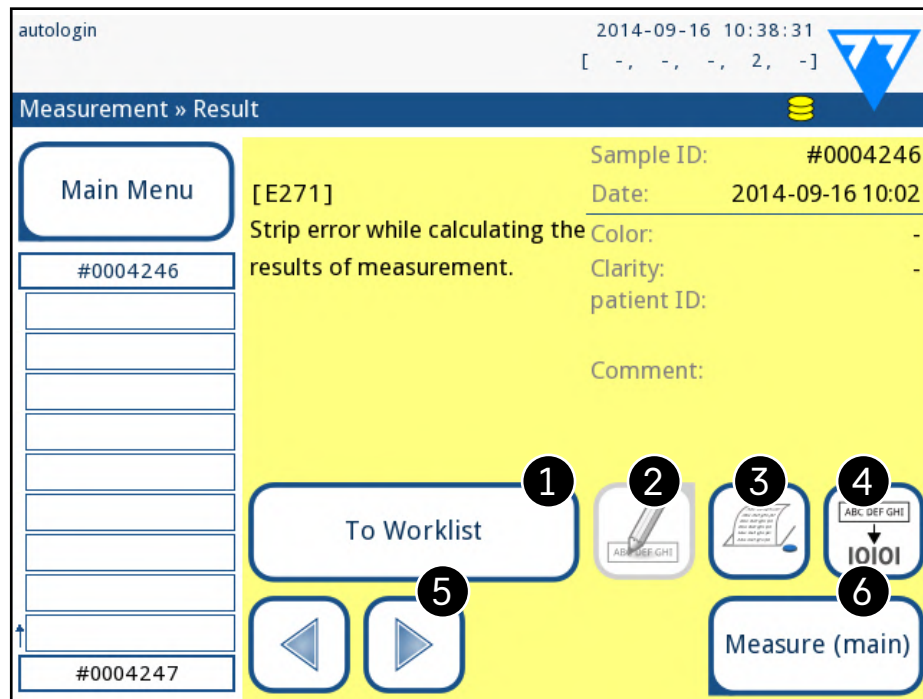 autologin
2014-09-16 10:38:31
[ -, -, -, 2, -]
Measurement » Result
Main Menu
#0004246
#0004247
[E271]
Strip error while calculating the
results of measurement.
Sample ID: #0004246
Date: 2014-09-16 10:02
Color: -
Clarity: -
patient ID:
Comment:
1
2
3
4
To Worklist
ABC DEF GHI
ABC DEF GHI
IOIOI
5
6
Measure (main)